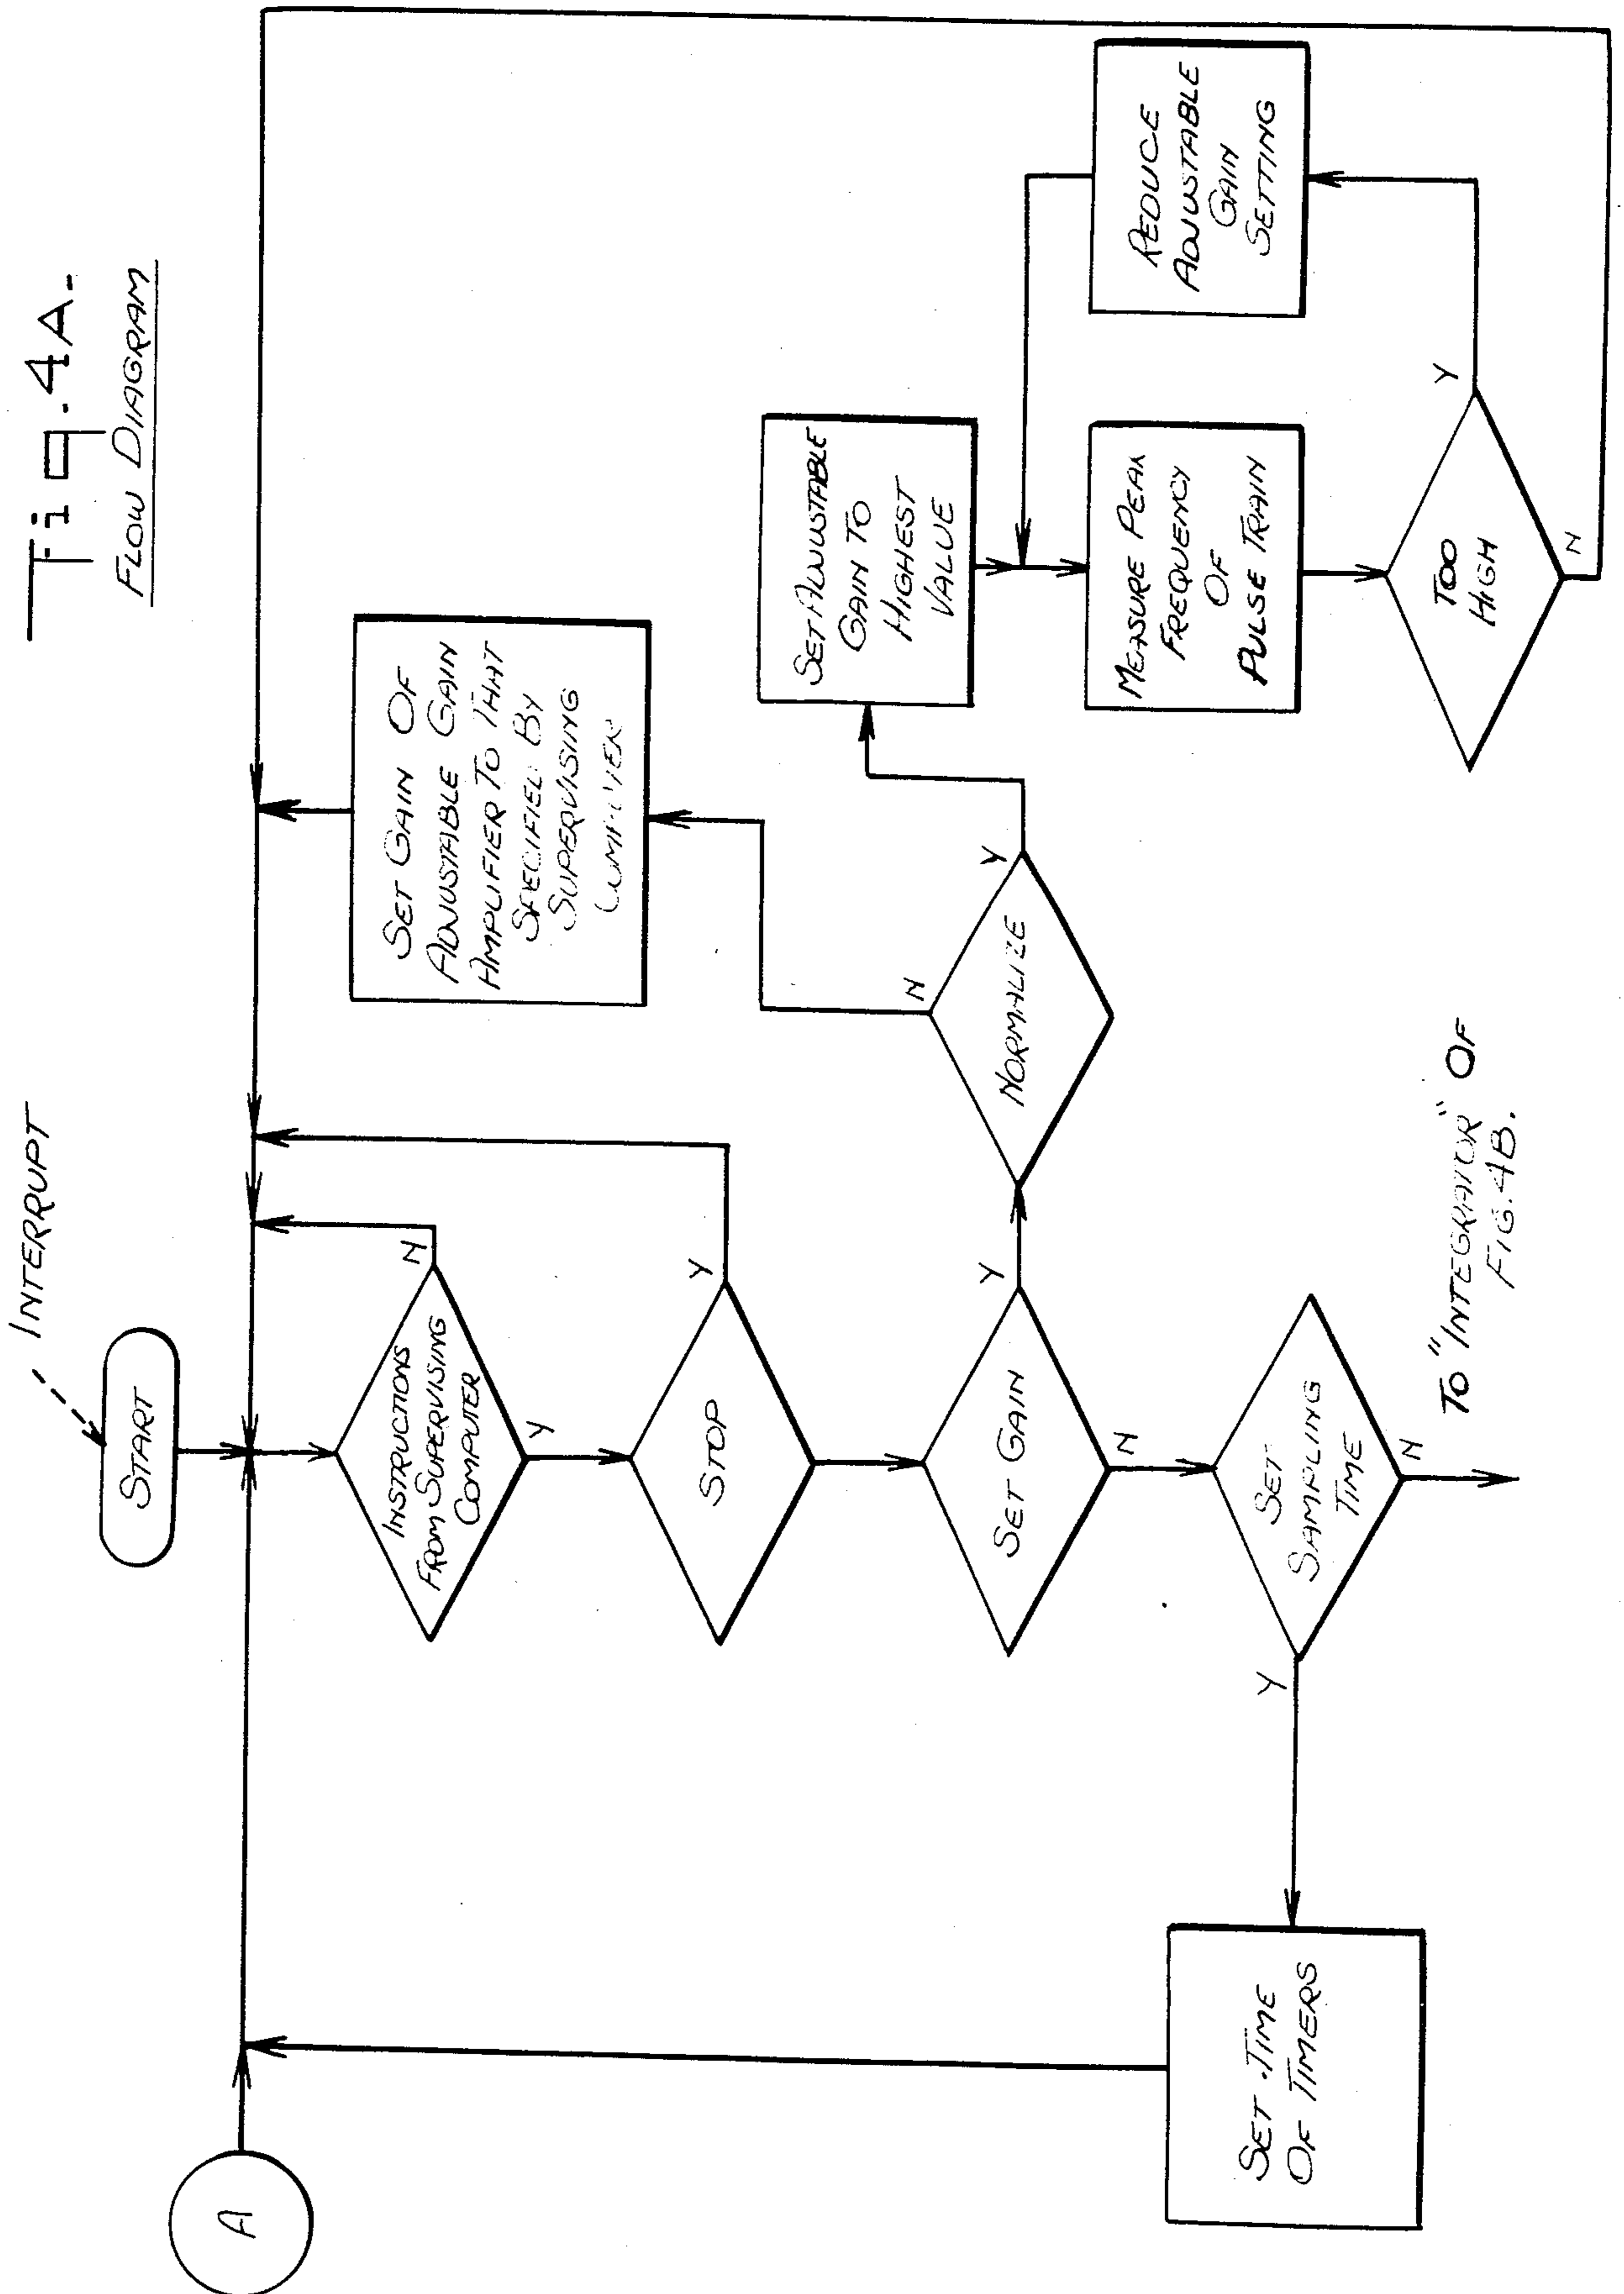 Fig. 4A.
FLOW DIAGRAM
INTERRUPT
START
A
INSTRUCTIONS
FROM SUPERVISING
COMPUTER
N
Y
STOP
Y
SET GAIN
Y
N
NORMALIZE
N
Y
SET GAIN OF
ADJUSTABLE GAIN
AMPLIFIER TO THAT
SPECIFIED BY
SUPERVISING
COMPUTER
SET ADJUSTABLE
GAIN TO
HIGHEST
VALUE
MEASURE PEAK
FREQUENCY
OF
PULSE TRAIN
TOO
HIGH
Y
N
REDUCE
ADJUSTABLE
GAIN
SETTING
SET
SAMPLING
TIME
Y
N
SET TIME
OF TIMERS
TO "INTEGRATOR" OF
FIG. 4B.